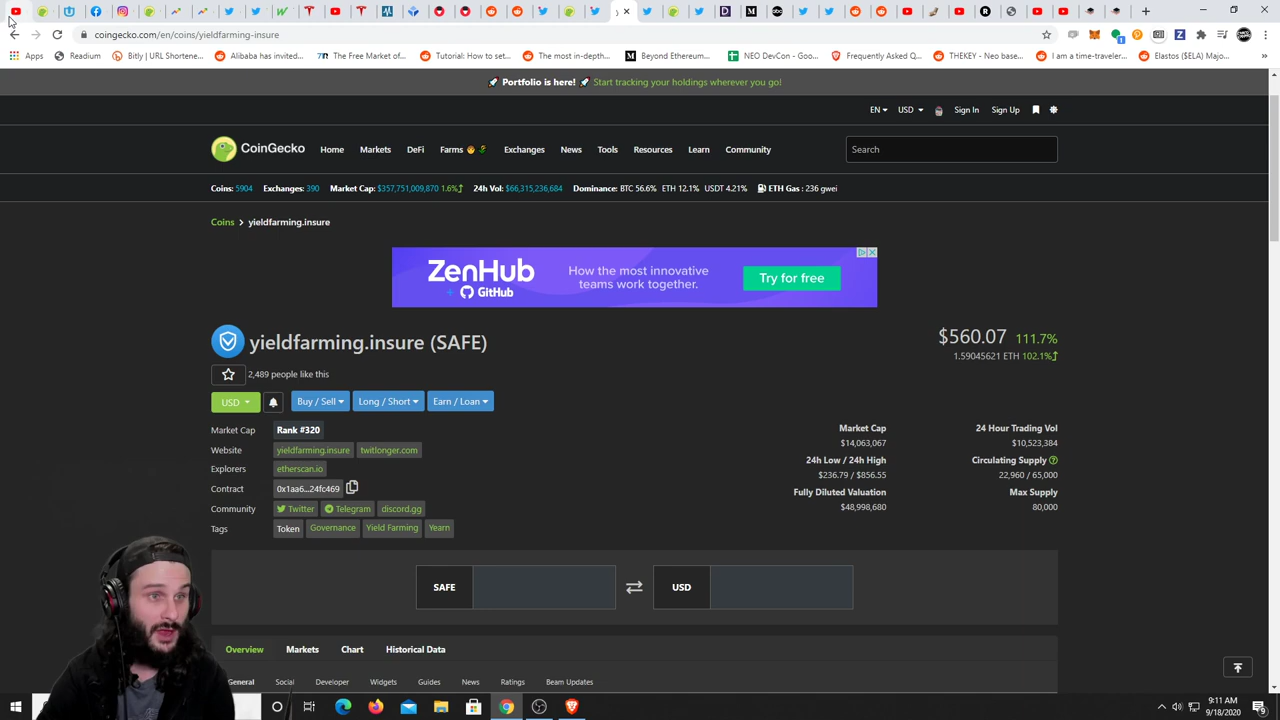 coingecko.com/en/coins/yieldfarming-insure
Apps Readium Bitly | URL Shortene... Alibaba has invited... The Free Market of... Tutorial: How to set... The most in-depth... Beyond Ethereum... NEO DevCon - Goo... Frequently Asked Q... THEKEY - Neo base... I am a time-traveler... Elastos ($ELA) Majo... »
🚀 Portfolio is here! 🚀 Start tracking your holdings wherever you go!
EN USD Sign In Sign Up
CoinGecko Home Markets DeFi Farms Exchanges News Tools Resources Learn Community Search
Coins: 5904 Exchanges: 390 Market Cap: $357,751,009,870 1.6% 24h Vol: $66,315,236,684 Dominance: BTC 56.6% ETH 12.1% USDT 4.21% ETH Gas : 236 gwei
Coins > yieldfarming.insure
ZenHub
+ GitHub
How the most innovative
teams work together.
Try for free
yieldfarming.insure (SAFE)
$560.07 111.7%
1.59045621 ETH 102.1%
2,489 people like this
USD Buy / Sell Long / Short Earn / Loan
Market Cap Rank #320
Website yieldfarming.insure twitlonger.com
Explorers etherscan.io
Contract 0x1aa6...24fc469
Community Twitter Telegram discord.gg
Tags Token Governance Yield Farming Yearn
Market Cap
$14,063,067
24 Hour Trading Vol
$10,523,384
24h Low / 24h High
$236.79 / $856.55
Circulating Supply
22,960 / 65,000
Fully Diluted Valuation
$48,998,680
Max Supply
80,000
SAFE USD
Overview Markets Chart Historical Data
General Social Developer Widgets Guides News Ratings Beam Updates
9:11 AM
9/18/2020